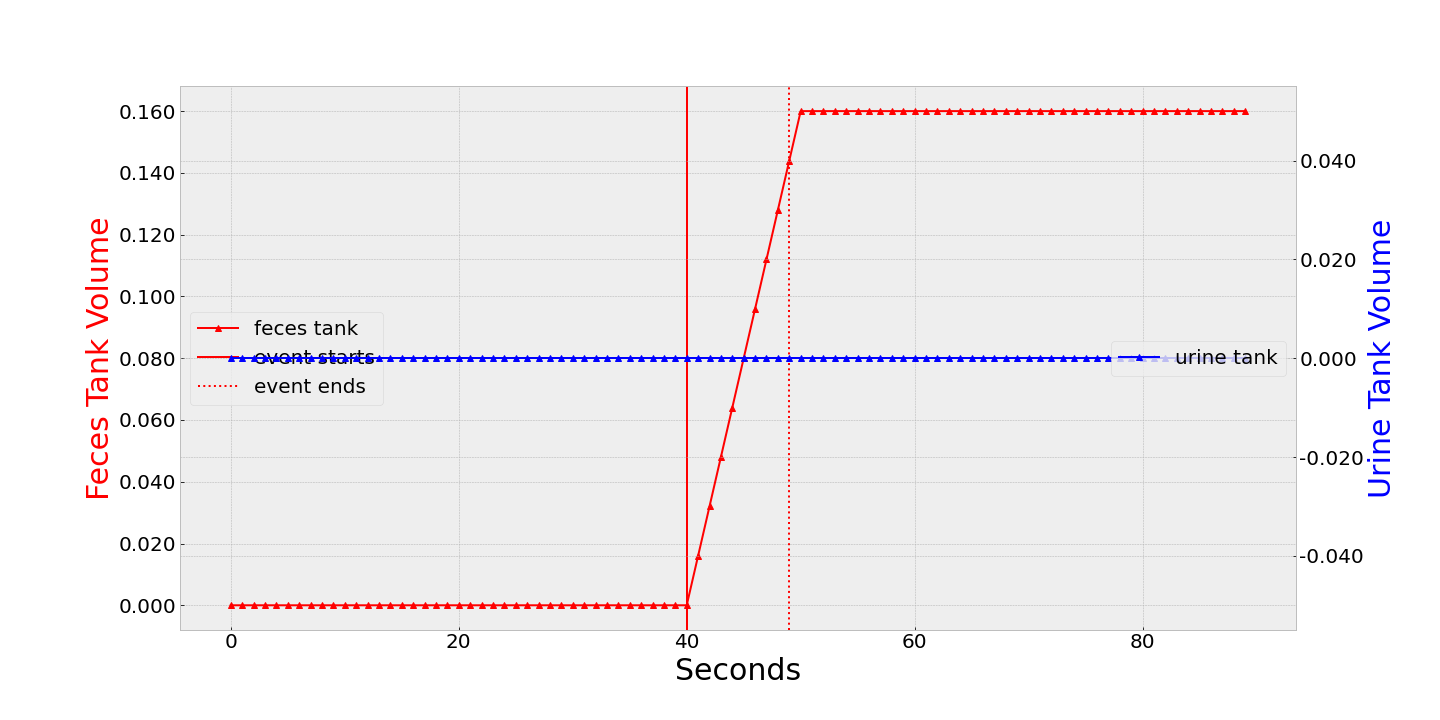 0.160
0.140
0.120
0.100
0.080
0.060
0.040
0.020
0.000
Feces Tank Volume
feces tank
event starts
event ends
urine tank
0.040
0.020
0.000
-0.020
-0.040
Urine Tank Volume
0 20 40 60 80
Seconds